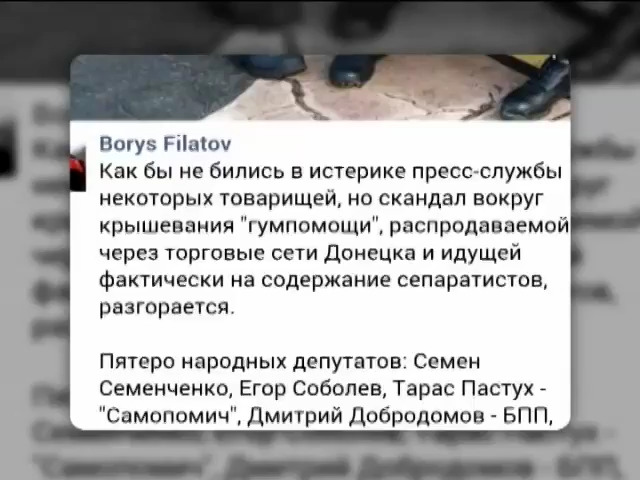 Borys Filatov
Как бы не бились в истерике пресс-службы
некоторых товарищей, но скандал вокруг
крышевания "гумпомощи", распродаваемой
через торговые сети Донецка и идущей
фактически на содержание сепаратистов,
разгорается.
Пятеро народных депутатов: Семен
Семенченко, Егор Соболев, Тарас Пастух -
"Самопомич", Дмитрий Добродомов - БПП,